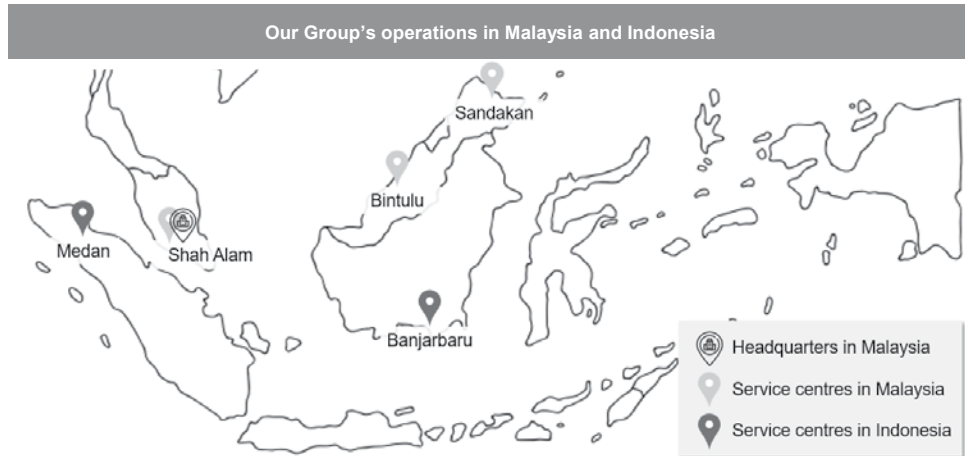 Our Group’s operations in Malaysia and Indonesia
Sandakan
Bintulu
Medan
Shah Alam
Banjarbaru
Headquarters in Malaysia
Service centres in Malaysia
Service centres in Indonesia